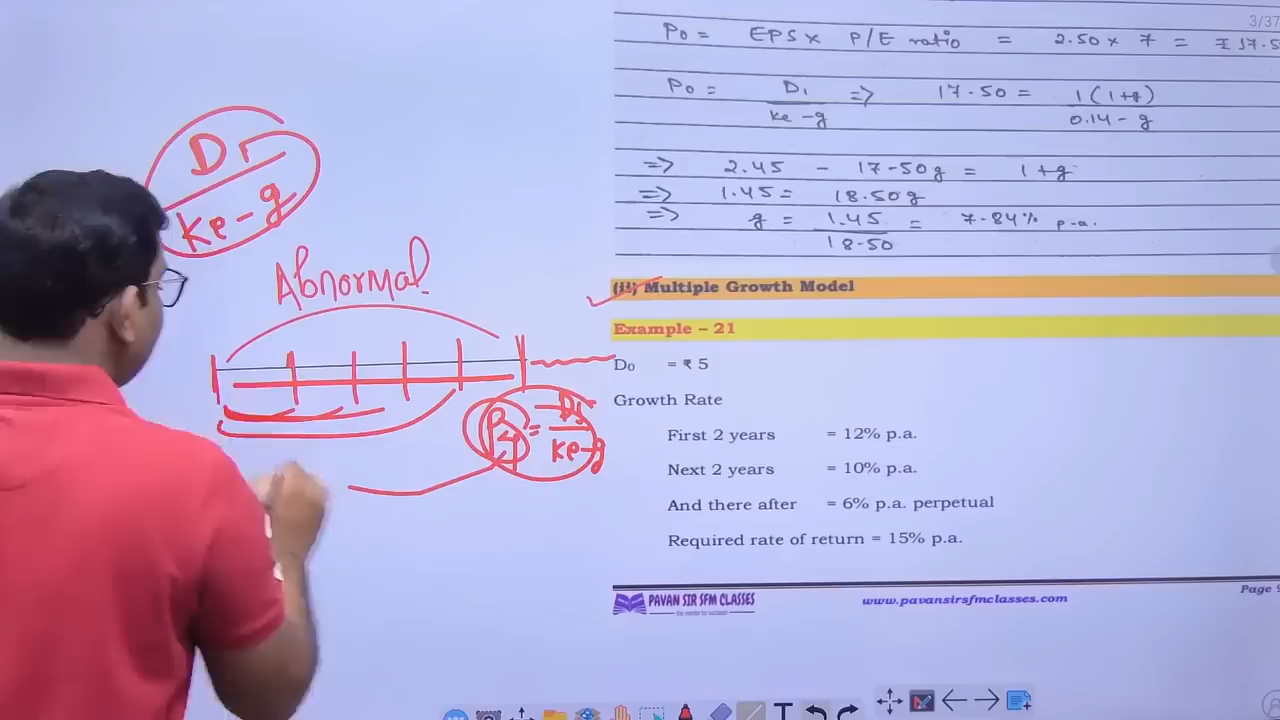 3/37
P₀ = EPS x P/E ratio = 2.50 x 7 = ₹17.5
P₀ = D₁ / ke - g => 17.50 = 1(1+g) / 0.14 - g
=> 2.45 - 17.50g = 1+g
=> 1.45 = 18.50g
=> g = 1.45 / 18.50 = 7.84% p.a.
D₁ / Ke - g
Abnormal
P₄ = D₅ / Ke-g
(ii) Multiple Growth Model
Example – 21
D₀ = ₹ 5
Growth Rate
First 2 years = 12% p.a.
Next 2 years = 10% p.a.
And there after = 6% p.a. perpetual
Required rate of return = 15% p.a.
PAVAN SIR SFM CLASSES
www.pavansirsfmclasses.com
Page 9